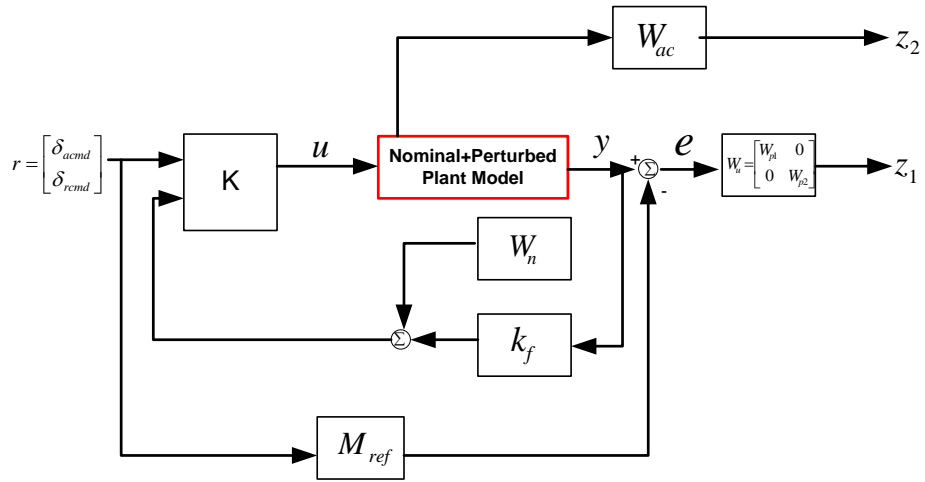 W_ac
z_2
r = [δ_acmd
δ_rcmd]
K
u
Nominal+Perturbed
Plant Model
y
+
Σ
-
e
W_u = [W_p1 0
0 W_p2]
z_1
W_n
Σ
k_f
M_ref